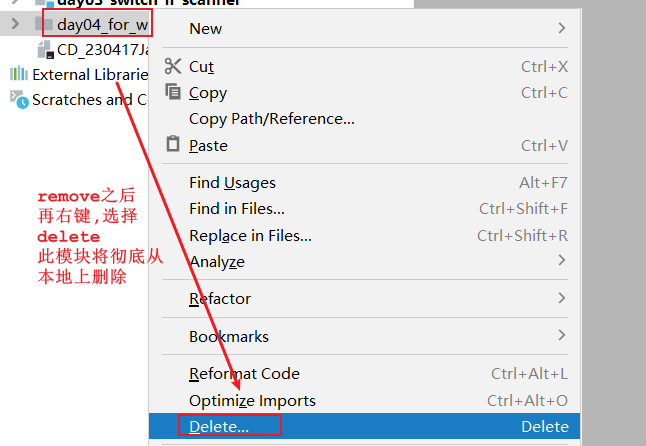 day03_switch_if_scanner
day04_for_w
CD_230417Ja
External Librarie
Scratches and C
remove之后
再右键,选择
delete
此模块将彻底从
本地上删除
New
Cut Ctrl+X
Copy Ctrl+C
Copy Path/Reference...
Paste Ctrl+V
Find Usages Alt+F7
Find in Files... Ctrl+Shift+F
Replace in Files... Ctrl+Shift+R
Analyze
Refactor
Bookmarks
Reformat Code Ctrl+Alt+L
Optimize Imports Ctrl+Alt+O
Delete... Delete